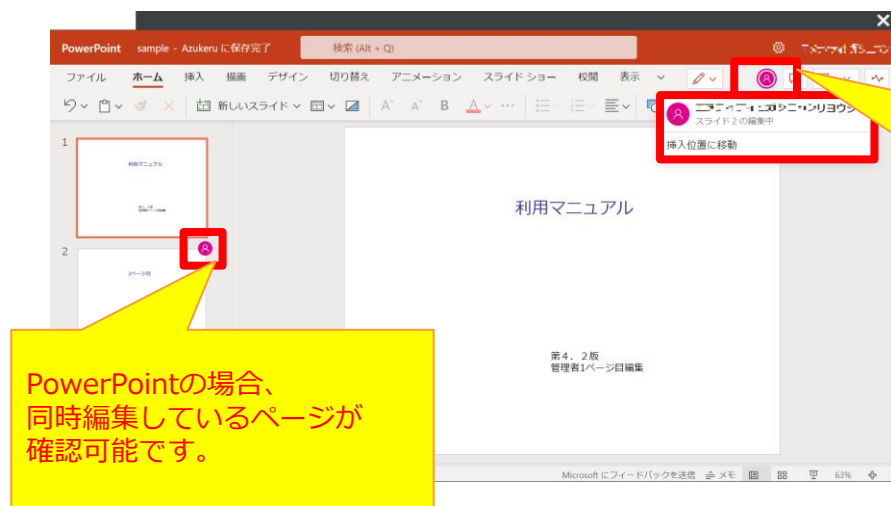 PowerPoint sample - Azukeru に保存完了 検索 (Alt + Q)
ファイル ホーム 挿入 描画 デザイン 切り替え アニメーション スライド ショー 校閲 表示
新しいスライド A A B A
スライド 2 の編集中
挿入位置に移動
1
利用マニュアル
2
2ページ目
利用マニュアル
第4.2版
管理者1ページ目編集
PowerPointの場合、
同時編集しているページが
確認可能です。
Microsoft にフィードバックを送信 メモ 63%